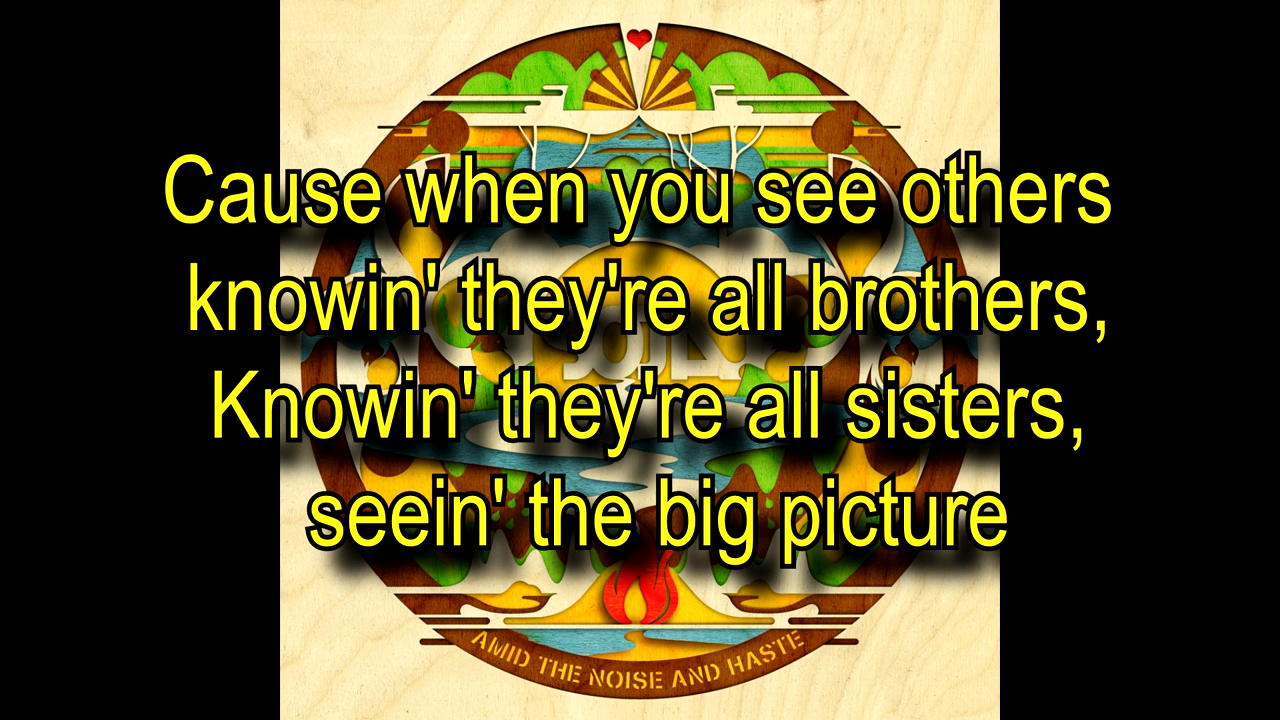 Cause when you see others
knowin' they're all brothers,
Knowin' they're all sisters,
seein' the big picture
AMID THE NOISE AND HASTE